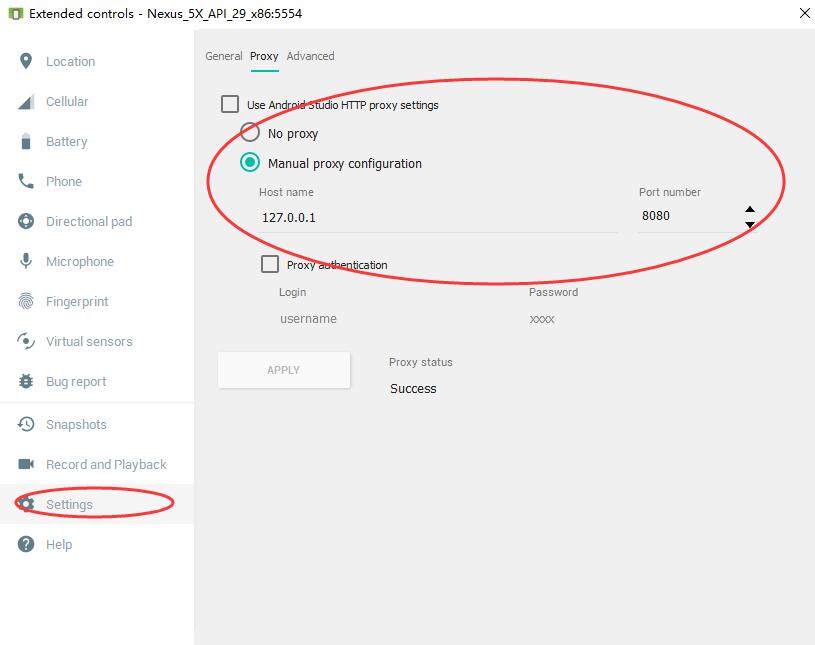 Extended controls - Nexus_5X_API_29_x86:5554
Location
Cellular
Battery
Phone
Directional pad
Microphone
Fingerprint
Virtual sensors
Bug report
Snapshots
Record and Playback
Settings
Help
General Proxy Advanced
Use Android Studio HTTP proxy settings
No proxy
Manual proxy configuration
Host name Port number
127.0.0.1 8080
Proxy authentication
Login Password
username xxxx
APPLY Proxy status
Success